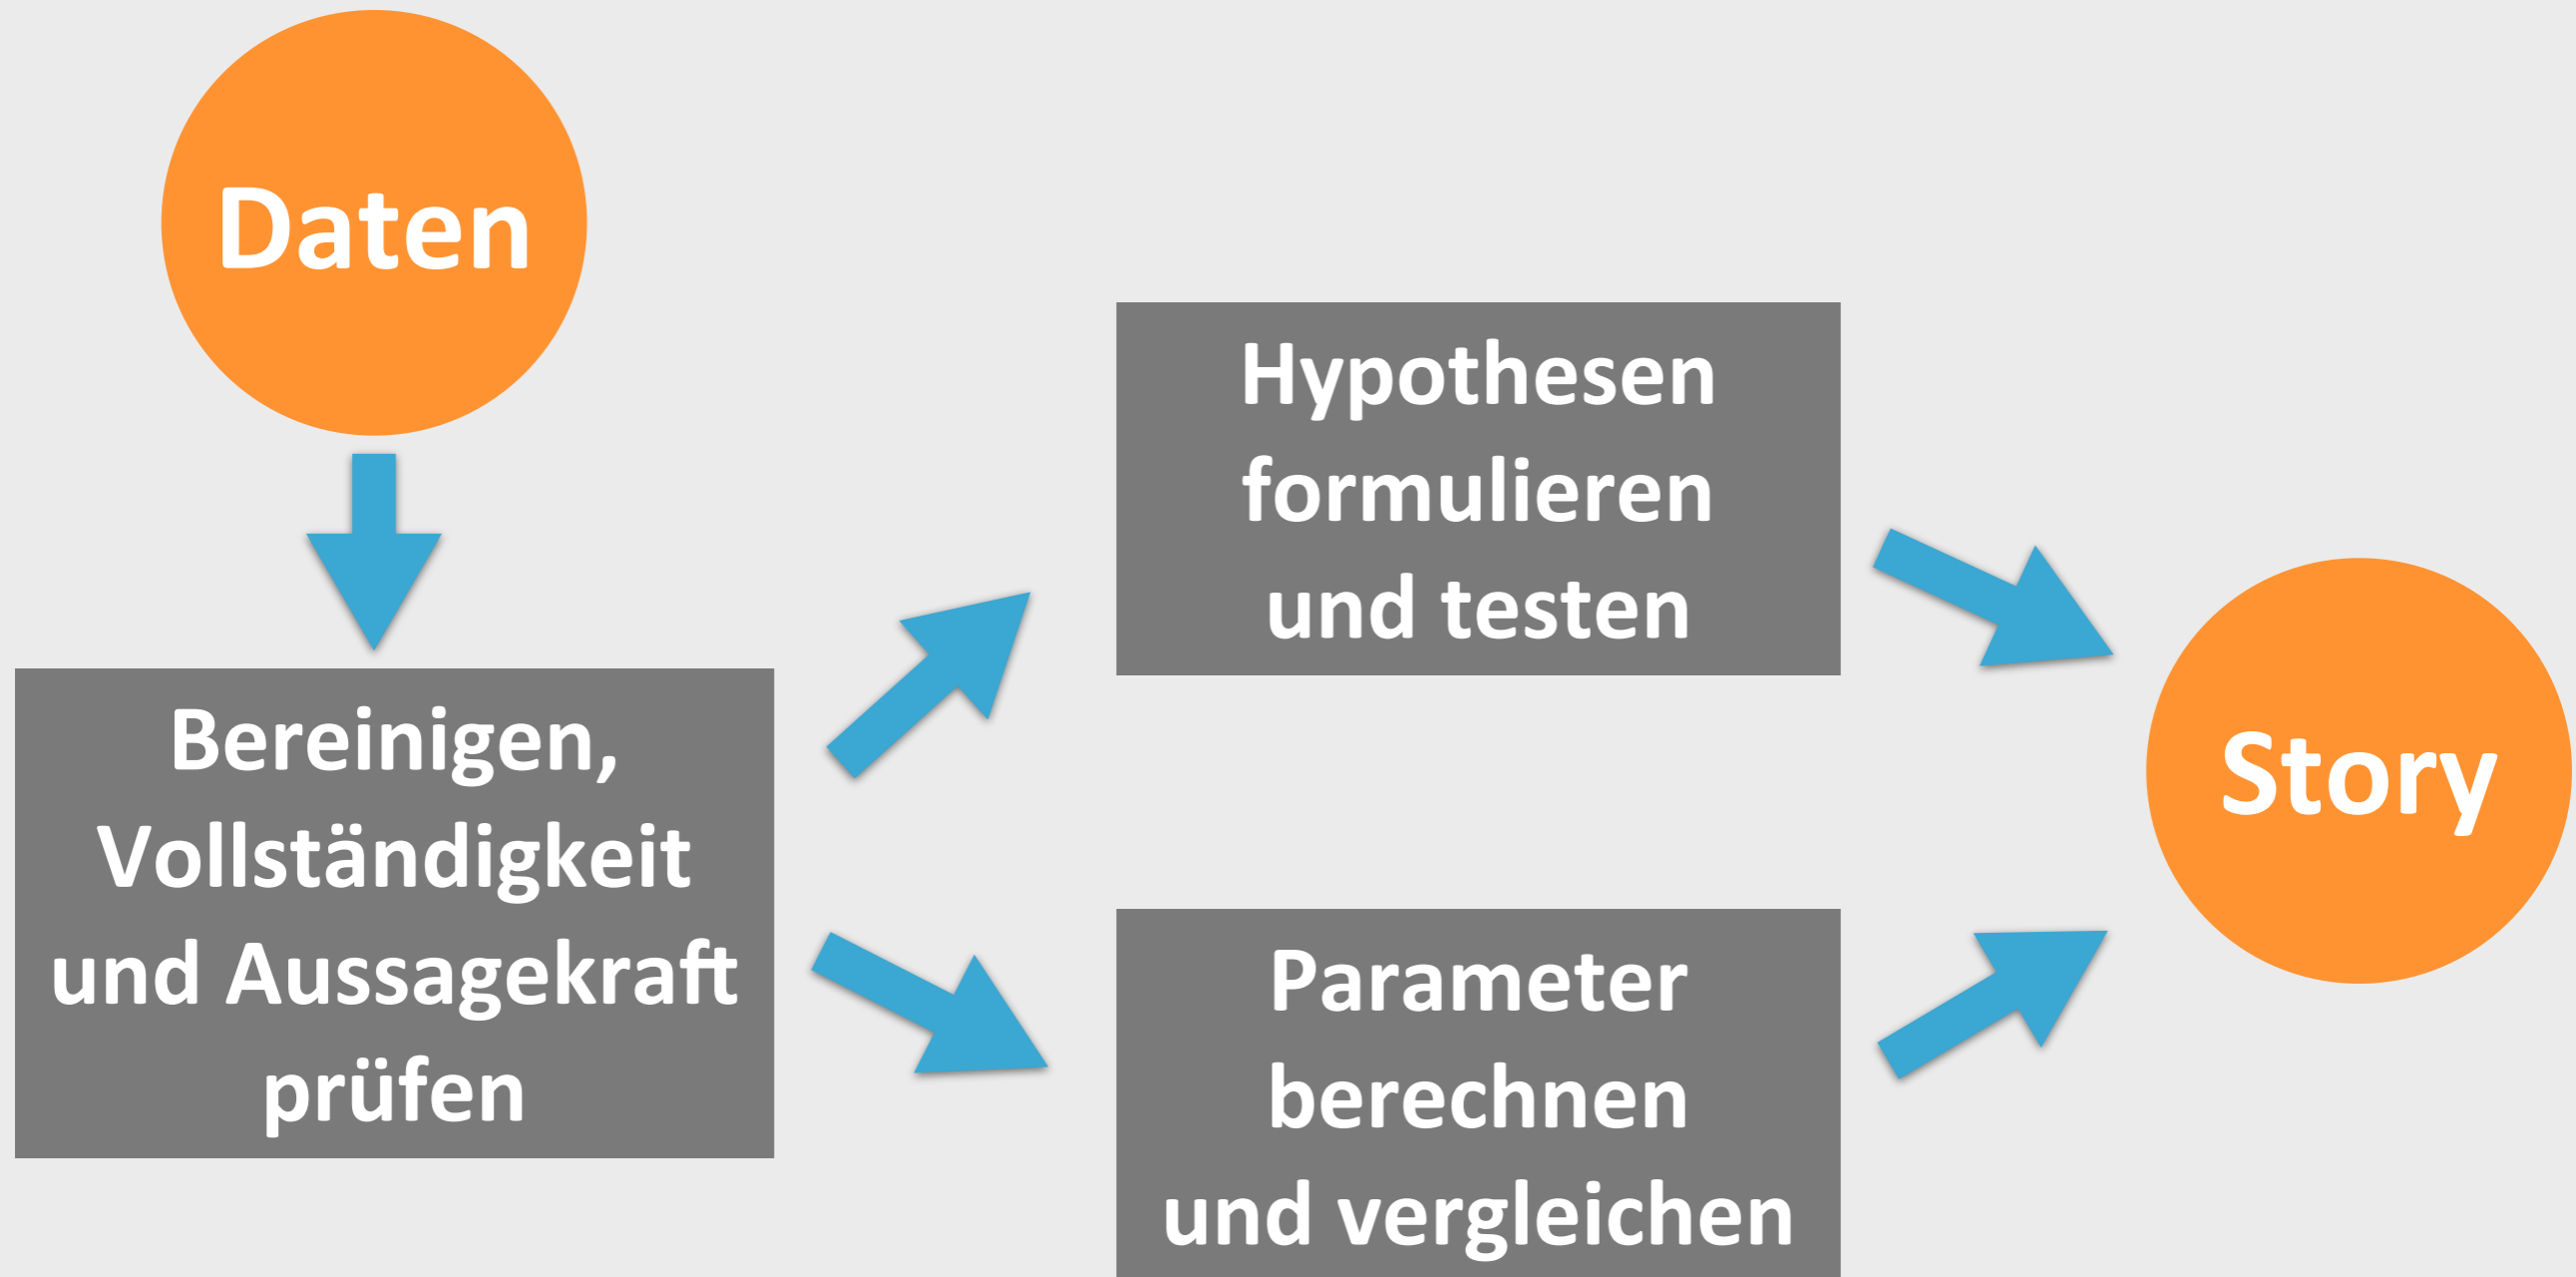 Daten
Bereinigen,
Vollständigkeit
und Aussagekraft
prüfen
Hypothesen
formulieren
und testen
Parameter
berechnen
und vergleichen
Story